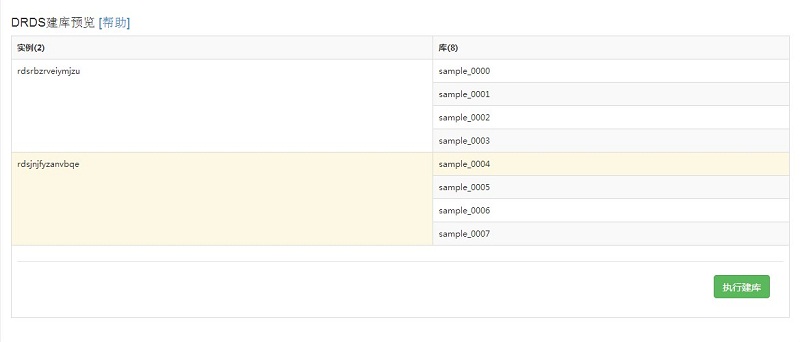 DRDS建库预览 [帮助]
实例(2) 库(8)
rdsrbzrveiymjzu sample_0000
sample_0001
sample_0002
sample_0003
rdsjnjfyzanvbqe sample_0004
sample_0005
sample_0006
sample_0007
执行建库